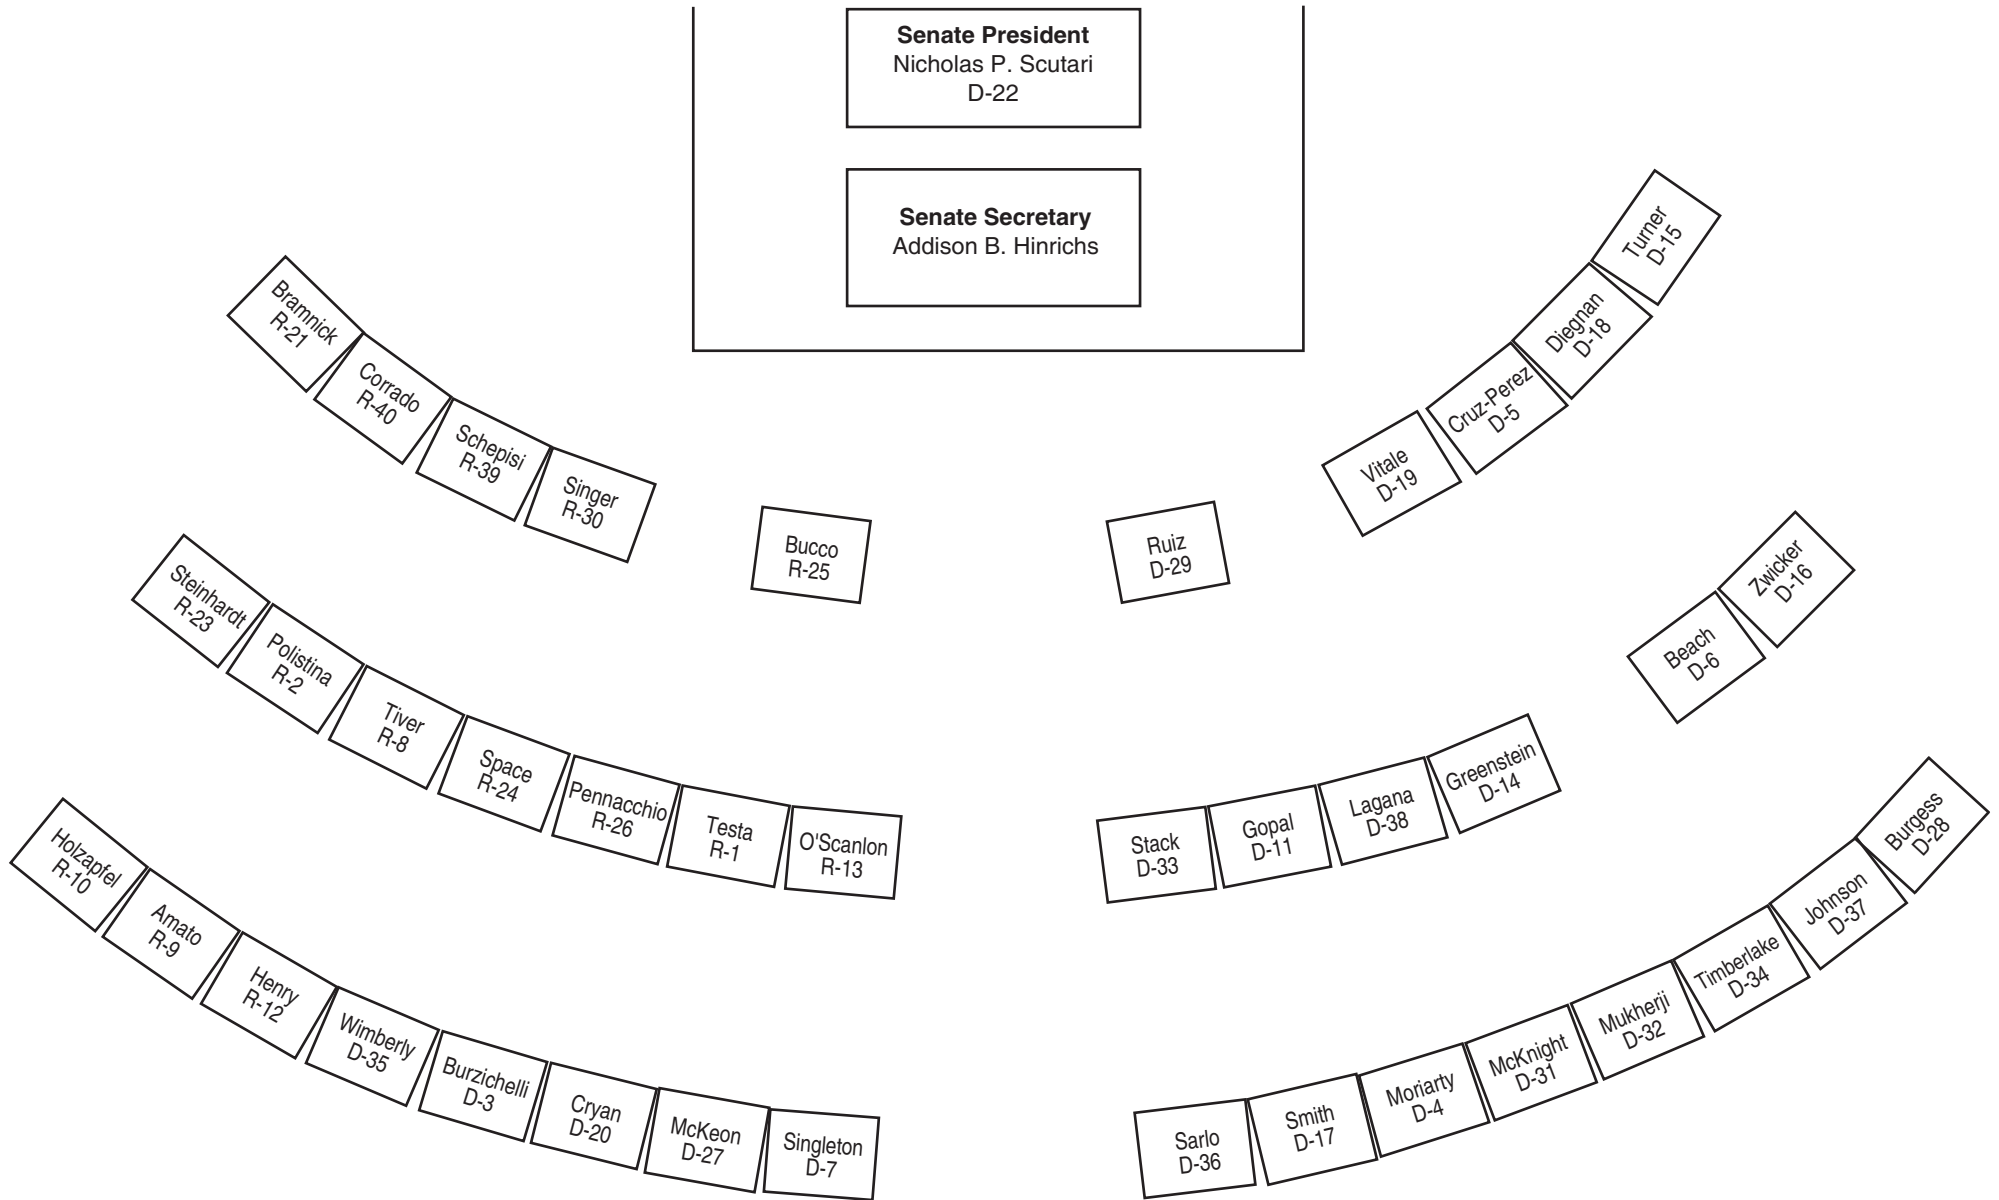 Senate President
Nicholas P. Scutari
D-22
Senate Secretary
Addison B. Hinrichs
Bramnick
R-21
Corrado
R-40
Schepisi
R-39
Singer
R-30
Bucco
R-25
Ruiz
D-29
Vitale
D-19
Cruz-Perez
D-5
Diegnan
D-18
Turner
D-15
Steinhardt
R-23
Polistina
R-2
Tiver
R-8
Space
R-24
Pennacchio
R-26
Testa
R-1
O'Scanlon
R-13
Stack
D-33
Gopal
D-11
Lagana
D-38
Greenstein
D-14
Beach
D-6
Zwicker
D-16
Holzapfel
R-10
Amato
R-9
Henry
R-12
Wimberly
D-35
Burzichelli
D-3
Cryan
D-20
McKeon
D-27
Singleton
D-7
Sarlo
D-36
Smith
D-17
Moriarty
D-4
McKnight
D-31
Mukherji
D-32
Timberlake
D-34
Johnson
D-37
Burgess
D-28